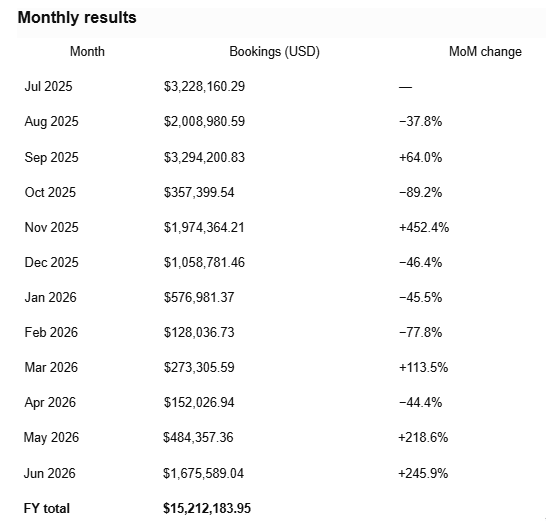 Monthly results
Month Bookings (USD) MoM change
Jul 2025 $3,228,160.29 —
Aug 2025 $2,008,980.59 −37.8%
Sep 2025 $3,294,200.83 +64.0%
Oct 2025 $357,399.54 −89.2%
Nov 2025 $1,974,364.21 +452.4%
Dec 2025 $1,058,781.46 −46.4%
Jan 2026 $576,981.37 −45.5%
Feb 2026 $128,036.73 −77.8%
Mar 2026 $273,305.59 +113.5%
Apr 2026 $152,026.94 −44.4%
May 2026 $484,357.36 +218.6%
Jun 2026 $1,675,589.04 +245.9%
FY total $15,212,183.95